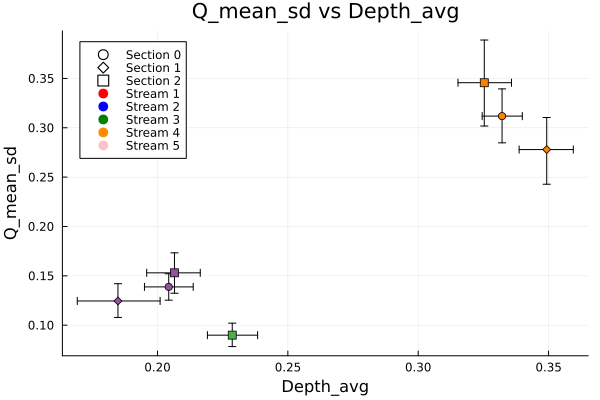 Q_mean_sd vs Depth_avg
Section 0
Section 1
Section 2
Stream 1
Stream 2
Stream 3
Stream 4
Stream 5
Q_mean_sd
0.35
0.30
0.25
0.20
0.15
0.10
0.20
0.25
0.30
0.35
Depth_avg